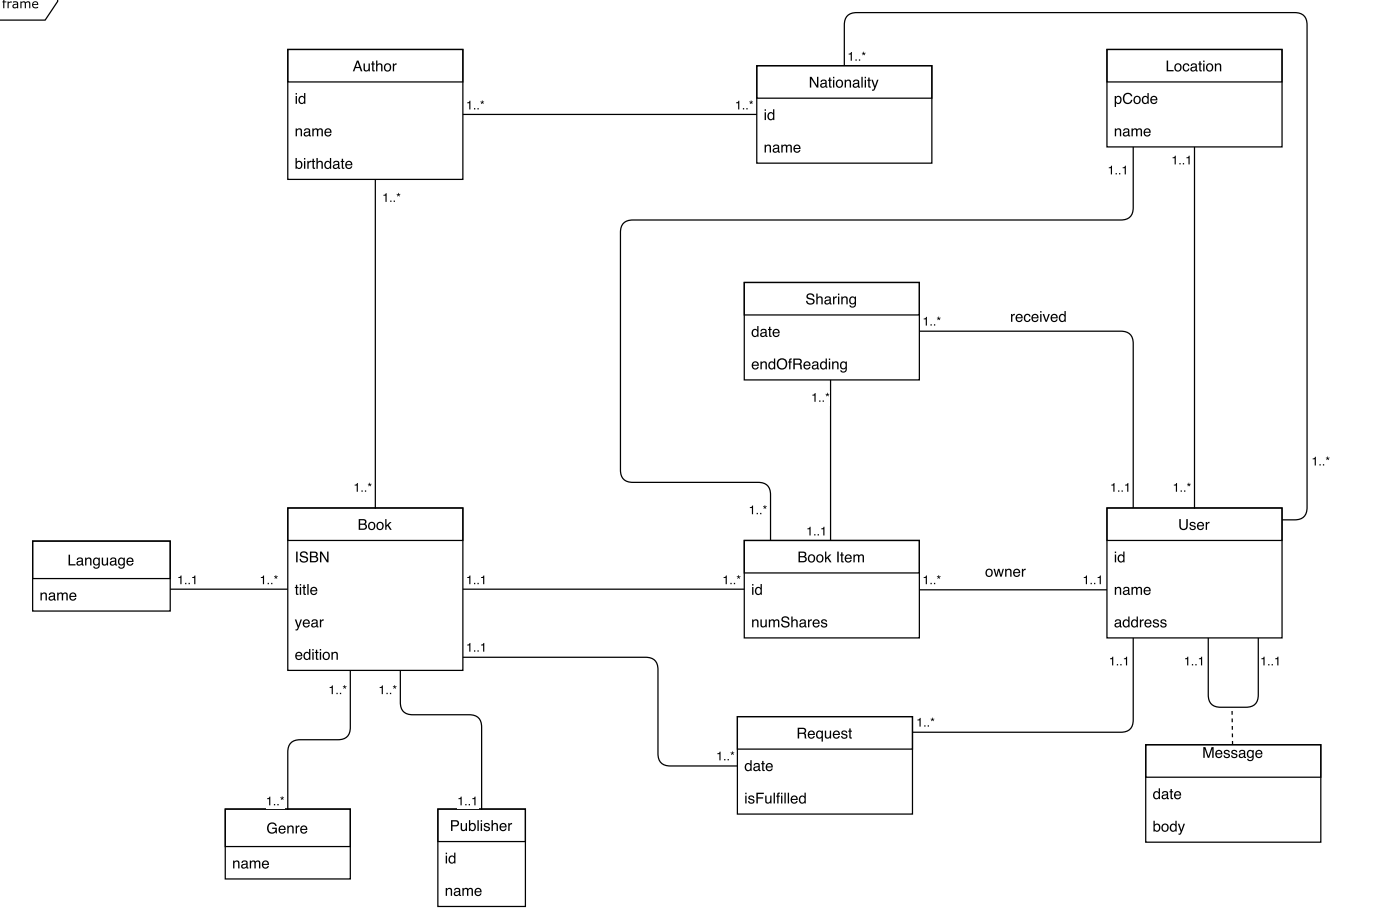 frame
1..*
Author
id
name
birthdate
1..*
1..*
Nationality
id
name
Location
pCode
name
1..*
1..1
1..1
Sharing
date
endOfReading
1..*
received
1..*
1..*
1..*
1..*
1..1
1..1
1..*
Book
ISBN
title
year
edition
Language
name
1..1
1..*
1..1
1..*
Book Item
id
numShares
1..*
owner
1..1
User
id
name
address
1..1
1..*
1..*
1..1
1..1
1..1
1..*
Request
date
isFulfilled
1..*
Message
date
body
1..*
1..1
Genre
name
Publisher
id
name